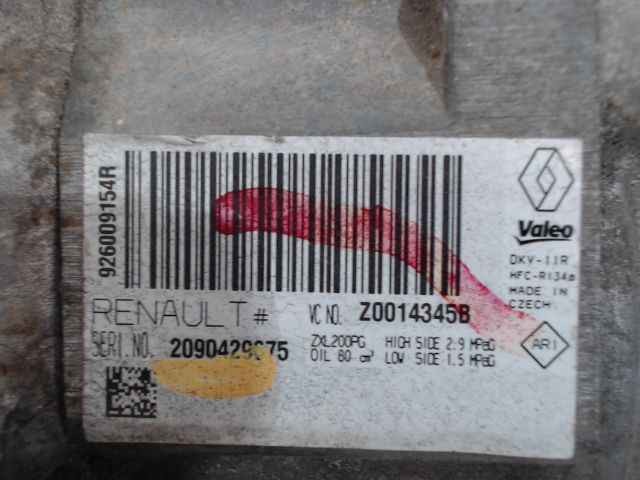 926009154R
Valeo
DKV-11R
HFC-R134a
MADE IN
CZECH
RENAULT # VC NO. Z0014345B
SERI.NO.
ZXL200PG HIGH SIDE 2.9 MPaG
OIL 80 cm³ LOW SIDE 1.5 MPaG
AR1